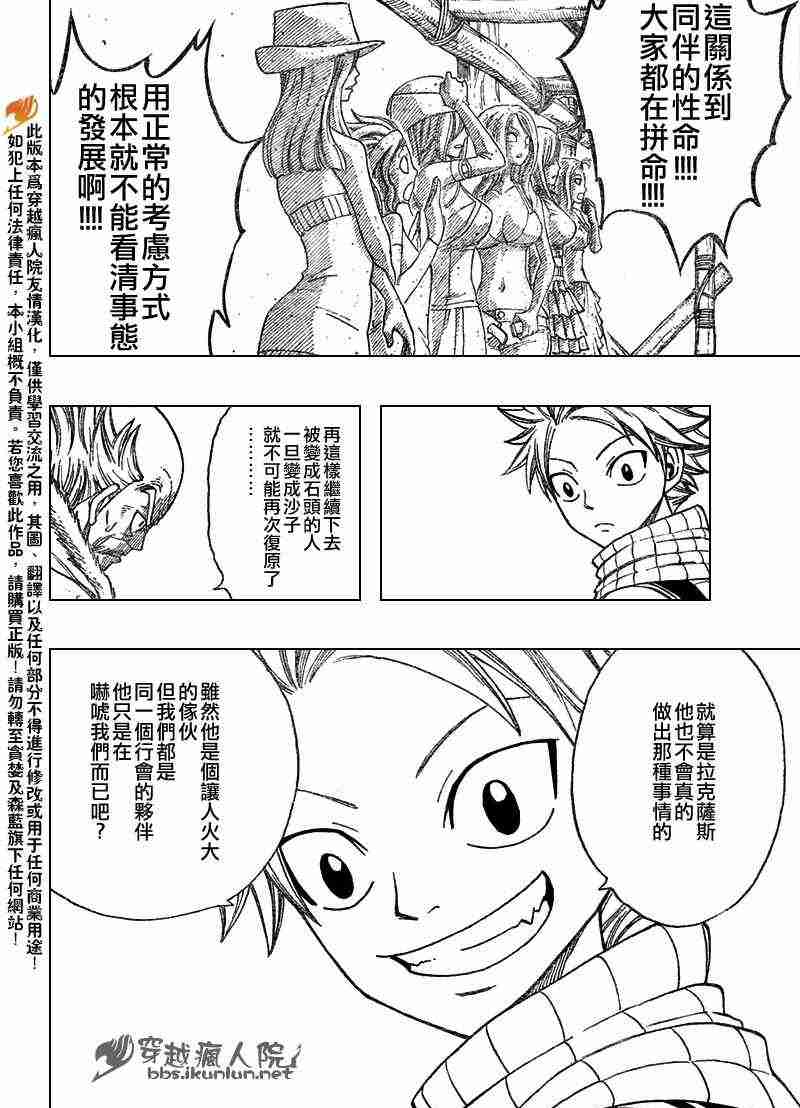 這關係到
同伴的性命!!!!
大家都在拼命!!!!
用正常的考慮方式
根本就不能看清事態
的發展啊!!!!
再這樣繼續下去
被變成石頭的人
一旦變成沙子
就不可能再次復原了
…………
就算是拉克薩斯
他也不會真的
做出那種事情的
雖然他是個讓人火大
的傢伙
但我們都是
同一個行會的夥伴
他只是在
嚇唬我們而已吧?
此版本爲穿越瘋人院友情漢化，僅供學習交流之用，其圖、翻譯以及任何部分不得進行修改或用于任何商業用途！
如犯上任何法律責任，本小組概不負責。若您喜歡此作品，請購買正版！請勿轉至貪婪及森藍旗下任何網站！
穿越瘋人院
bbs.ikunlun.net